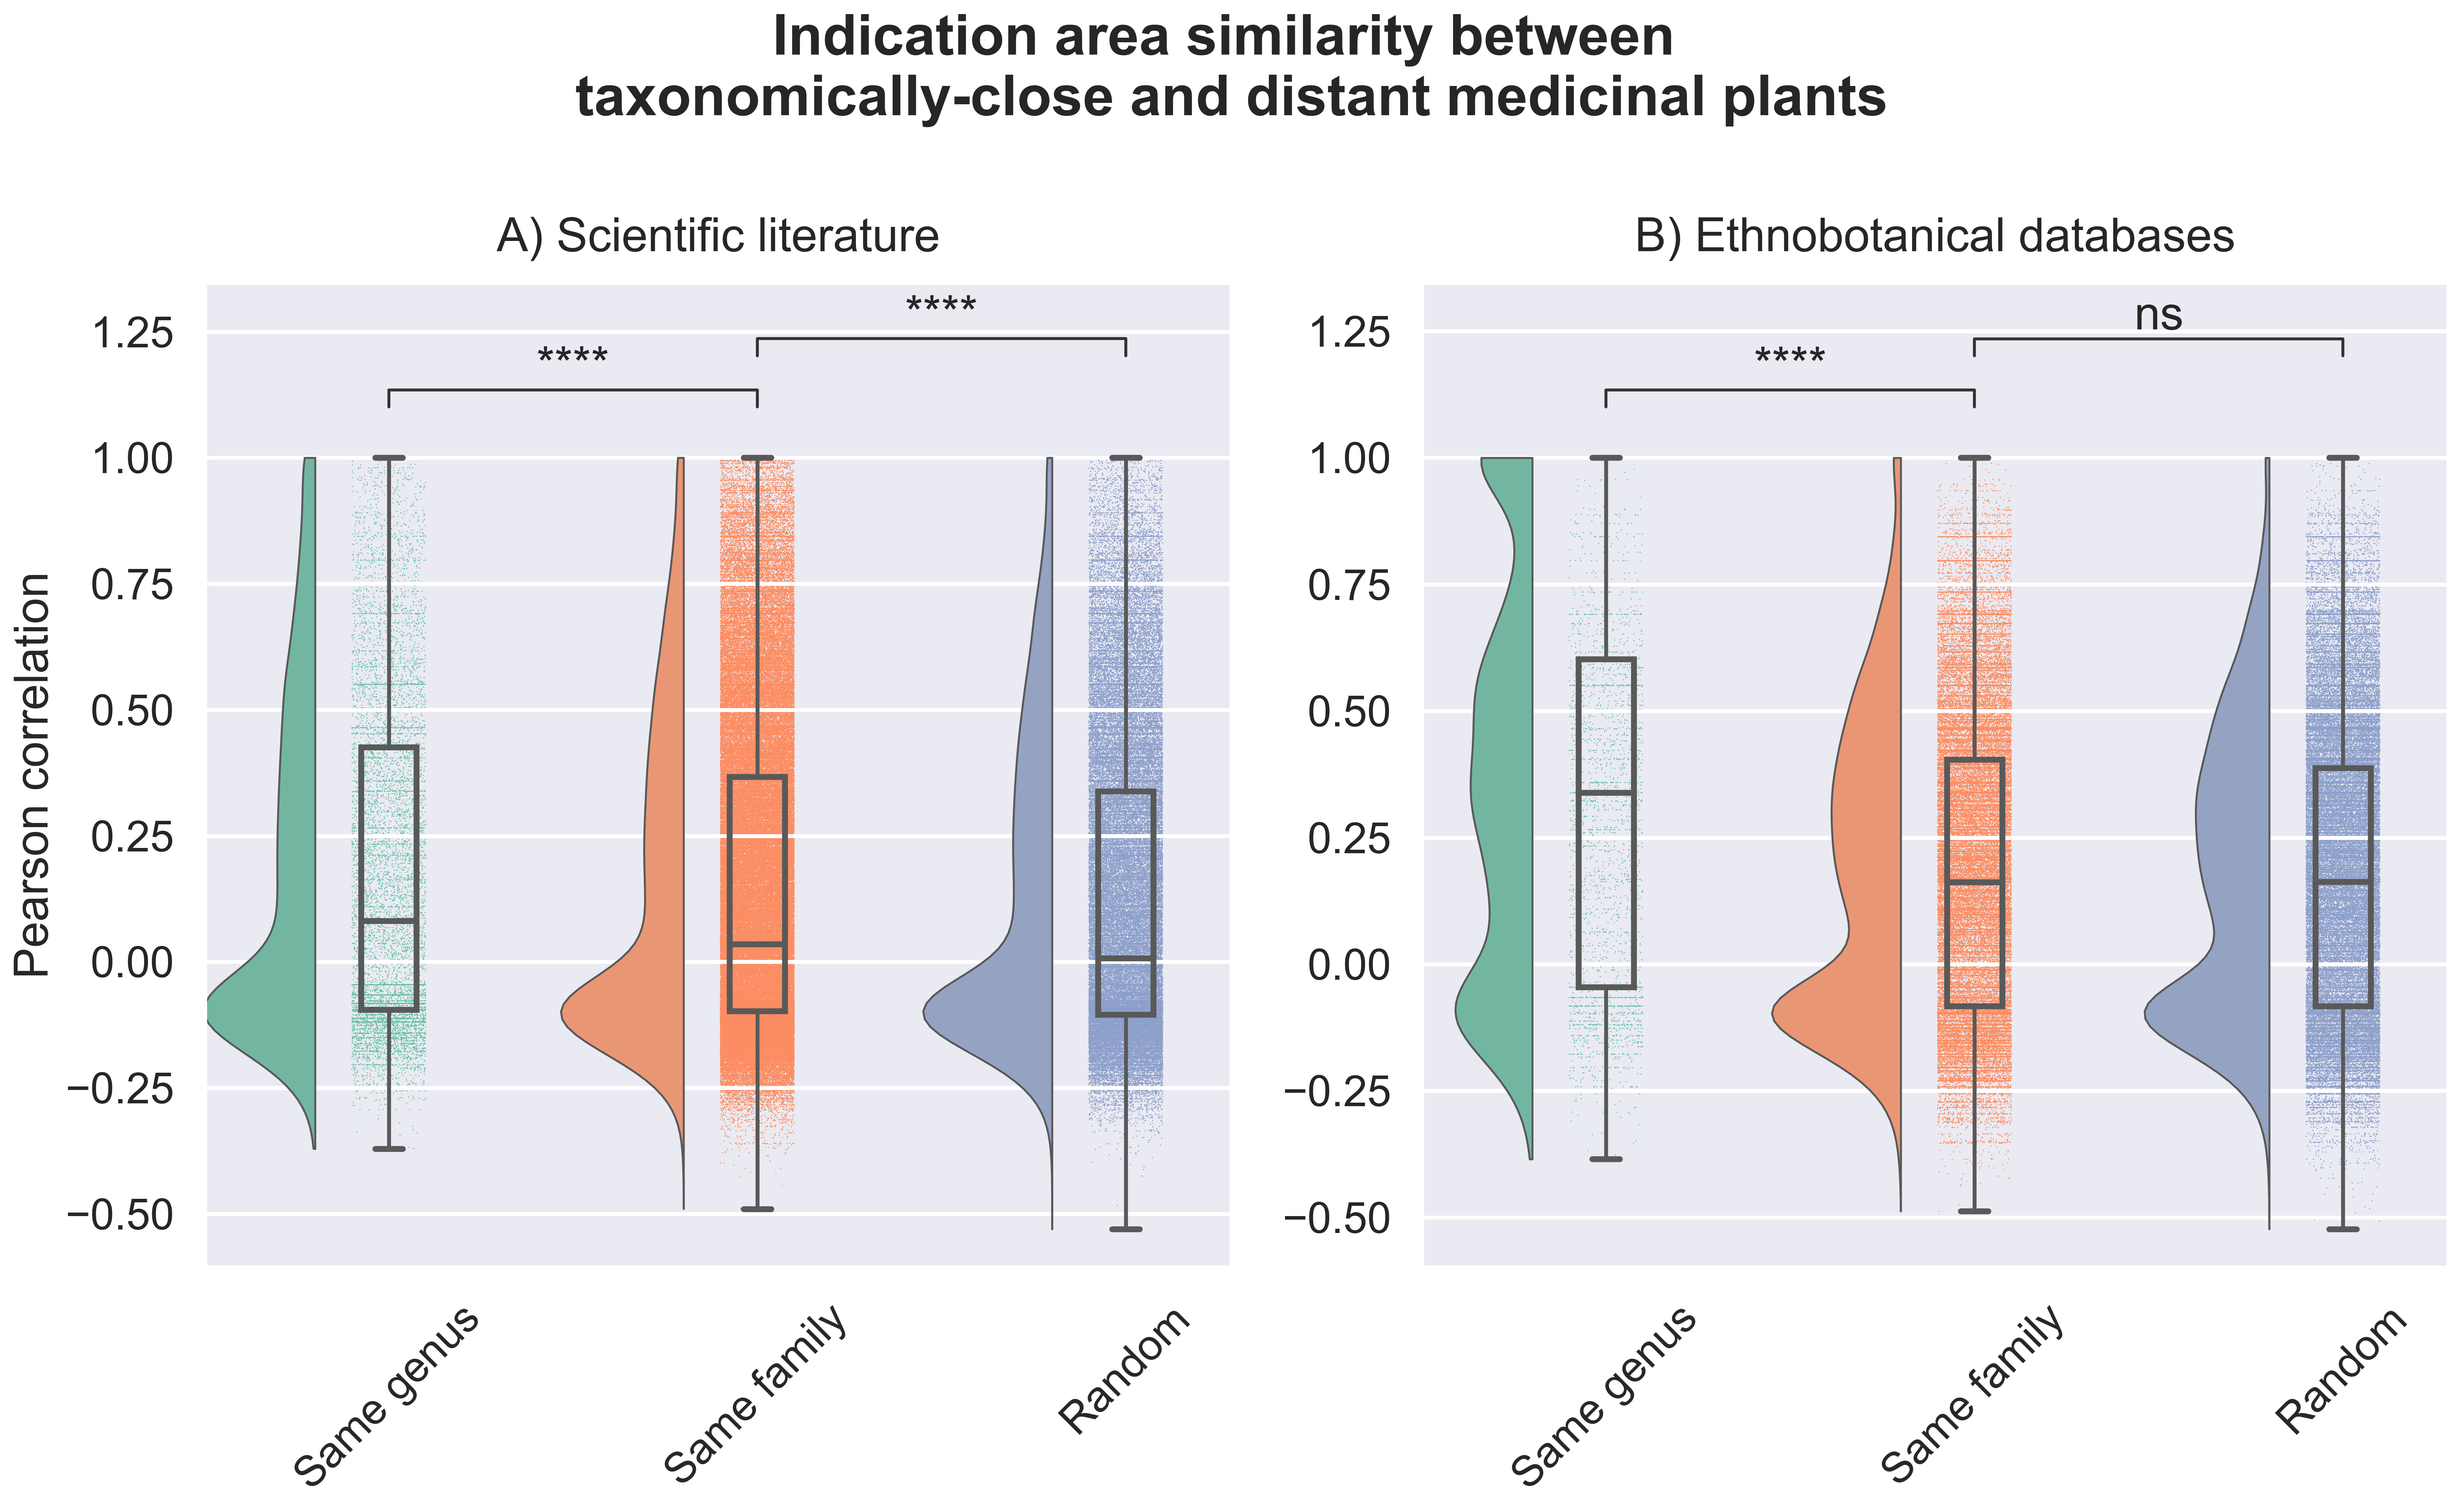 Indication area similarity between
taxonomically-close and distant medicinal plants
A) Scientific literature
B) Ethnobotanical databases
Pearson correlation
1.25
1.00
0.75
0.50
0.25
0.00
−0.25
−0.50
****
****
Same genus
Same family
Random
1.25
1.00
0.75
0.50
0.25
0.00
−0.25
−0.50
****
ns
Same genus
Same family
Random